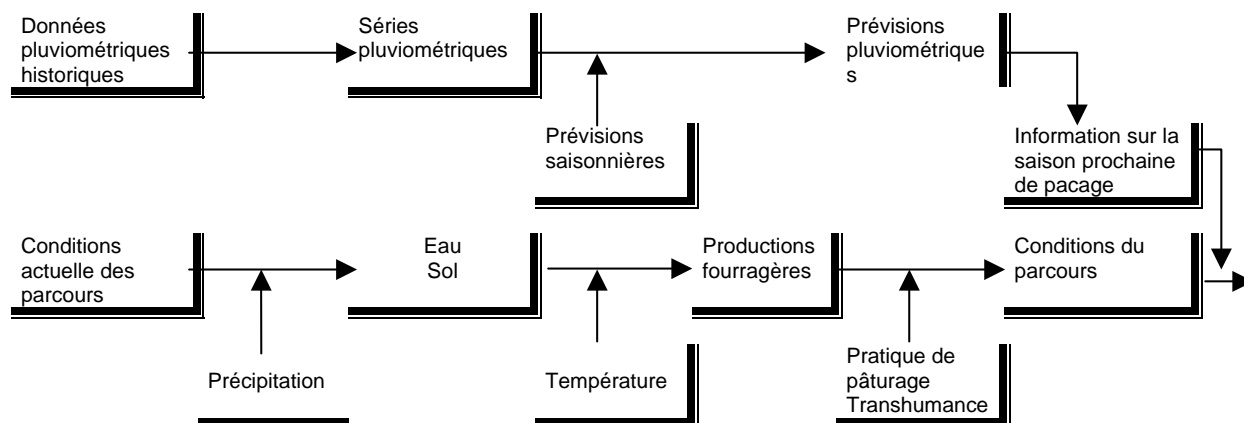 Données
pluviométriques
historiques
Séries
pluviométriques
Prévisions
pluviométrique
s
Prévisions
saisonnières
Information sur la
saison prochaine
de pacage
Conditions
actuelle des
parcours
Eau
Sol
Productions
fourragères
Conditions du
parcours
Précipitation
Température
Pratique de
pâturage
Transhumance